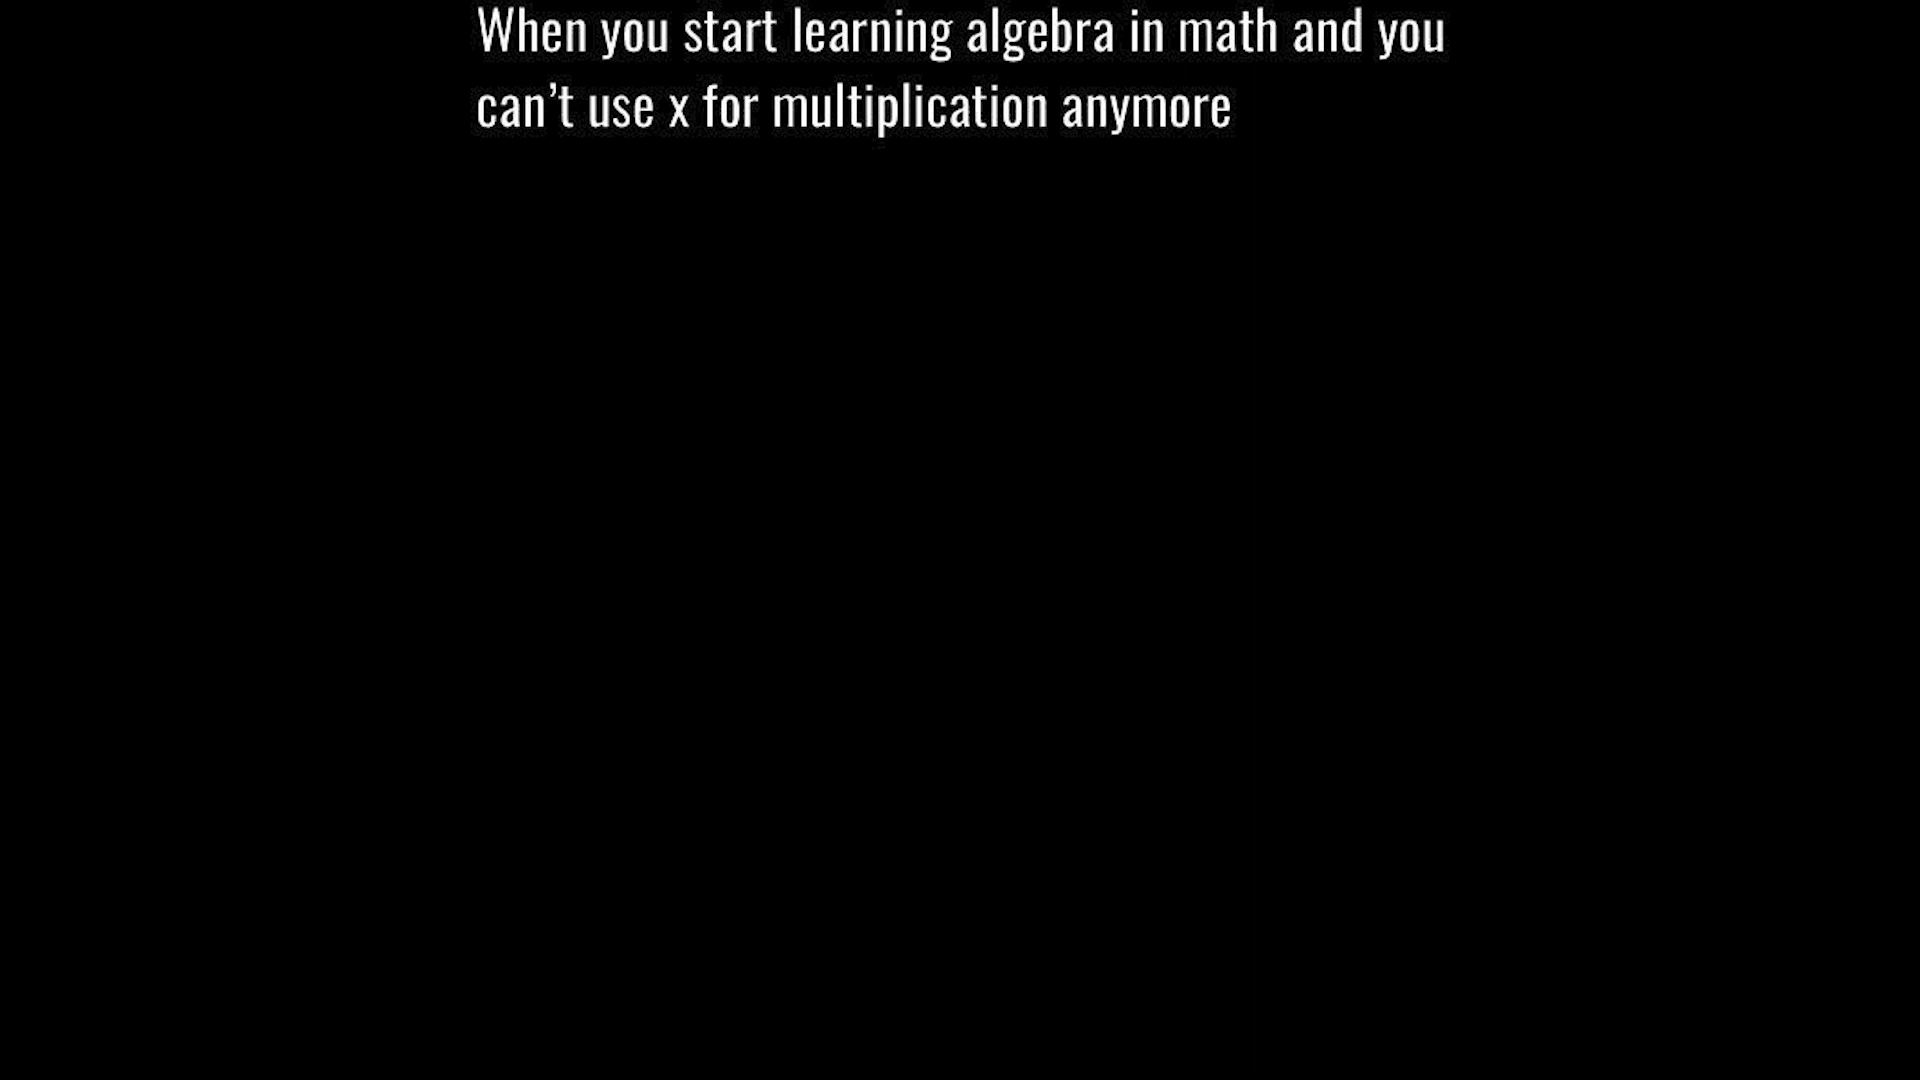 When you start learning algebra in math and you
can’t use x for multiplication anymore